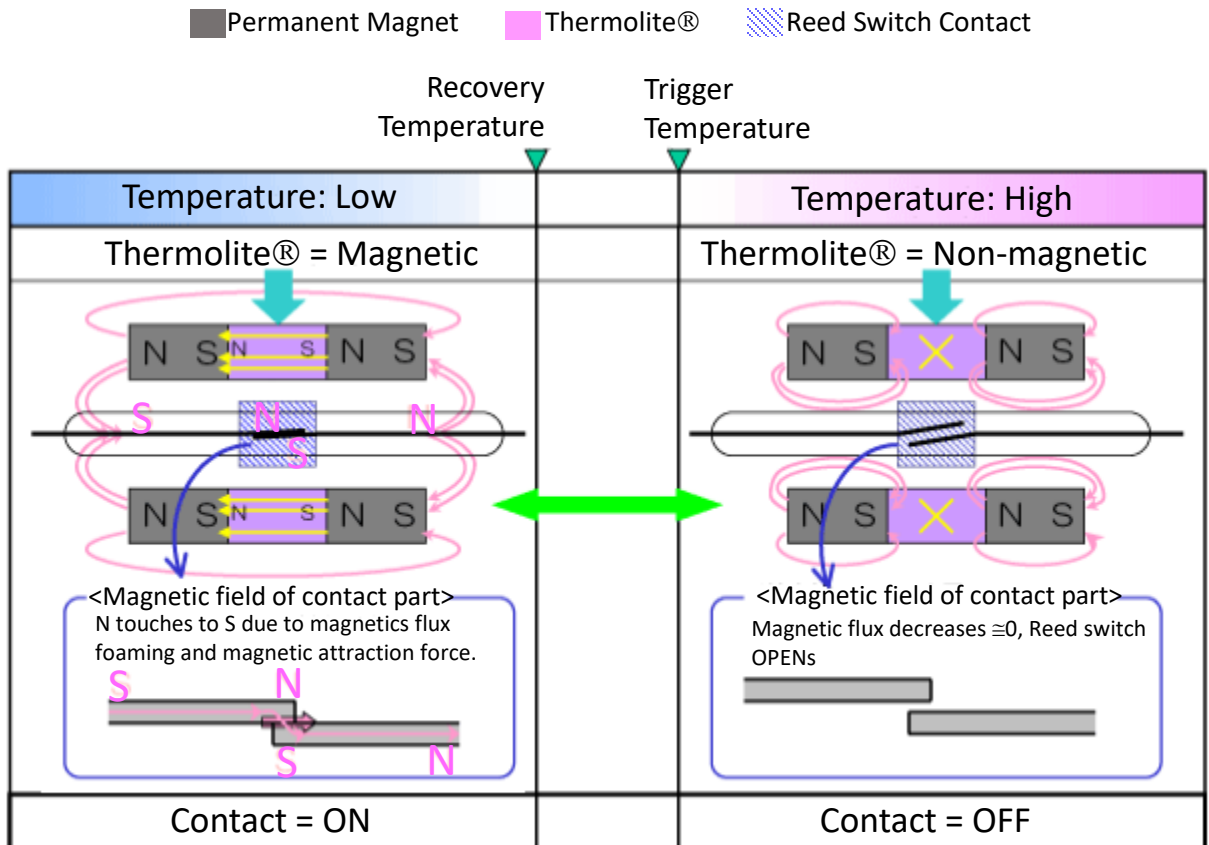 Permanent Magnet
Thermolite®
Reed Switch Contact
Recovery
Temperature
Trigger
Temperature
Temperature: Low
Temperature: High
Thermolite® = Magnetic
Thermolite® = Non-magnetic
N S N S N S
N S N S
S N N
S
N S N S N S
N S N S
<Magnetic field of contact part>
N touches to S due to magnetics flux
foaming and magnetic attraction force.
S N
S N
<Magnetic field of contact part>
Magnetic flux decreases ≅0, Reed switch
OPENs
Contact = ON
Contact = OFF